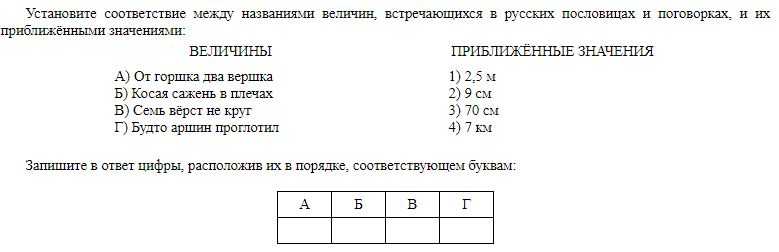 Установите соответствие между названиями величин, встречающихся в русских пословицах и поговорках, и их
приближёнными значениями:
ВЕЛИЧИНЫ ПРИБЛИЖЁННЫЕ ЗНАЧЕНИЯ
А) От горшка два вершка 1) 2,5 м
Б) Косая сажень в плечах 2) 9 см
В) Семь вёрст не круг 3) 70 см
Г) Будто аршин проглотил 4) 7 км
Запишите в ответ цифры, расположив их в порядке, соответствующем буквам:
А Б В Г